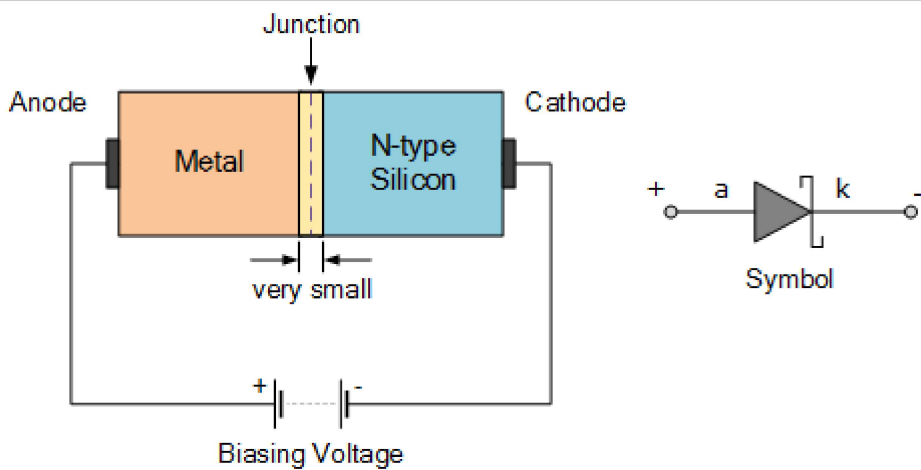 Junction
Anode
Cathode
Metal
N-type
Silicon
very small
+ -
Biasing Voltage
+ a k -
Symbol